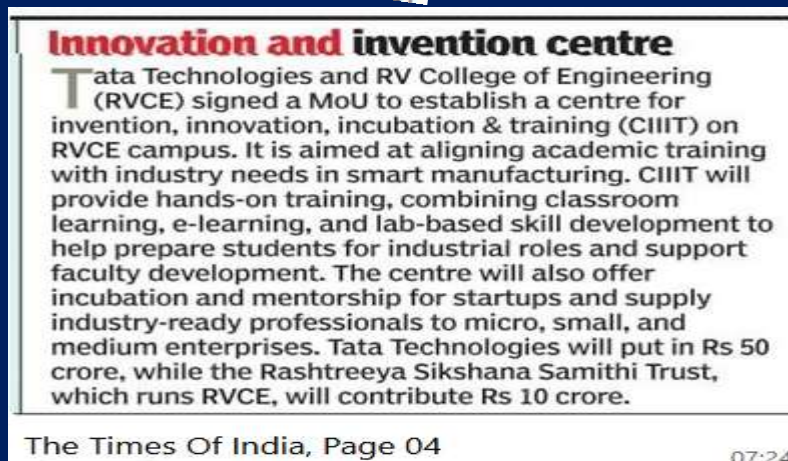 Innovation and invention centre
Tata Technologies and RV College of Engineering
(RVCE) signed a MoU to establish a centre for
invention, innovation, incubation & training (CIIIT) on
RVCE campus. It is aimed at aligning academic training
with industry needs in smart manufacturing. CIIIT will
provide hands-on training, combining classroom
learning, e-learning, and lab-based skill development to
help prepare students for industrial roles and support
faculty development. The centre will also offer
incubation and mentorship for startups and supply
industry-ready professionals to micro, small, and
medium enterprises. Tata Technologies will put in Rs 50
crore, while the Rashtreeya Sikshana Samithi Trust,
which runs RVCE, will contribute Rs 10 crore.
The Times Of India, Page 04
07:24